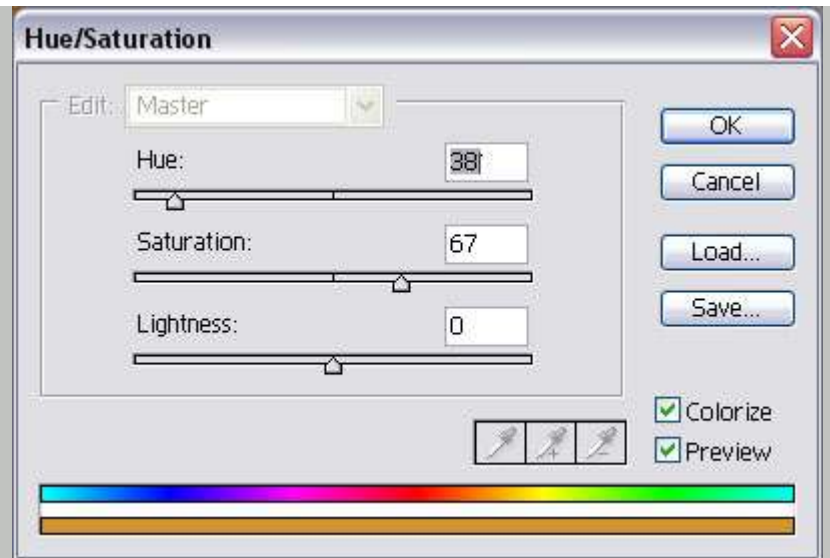 Hue/Saturation
Edit: Master
OK
Hue: 38
Cancel
Saturation: 67
Load...
Save...
Lightness: 0
Colorize
Preview